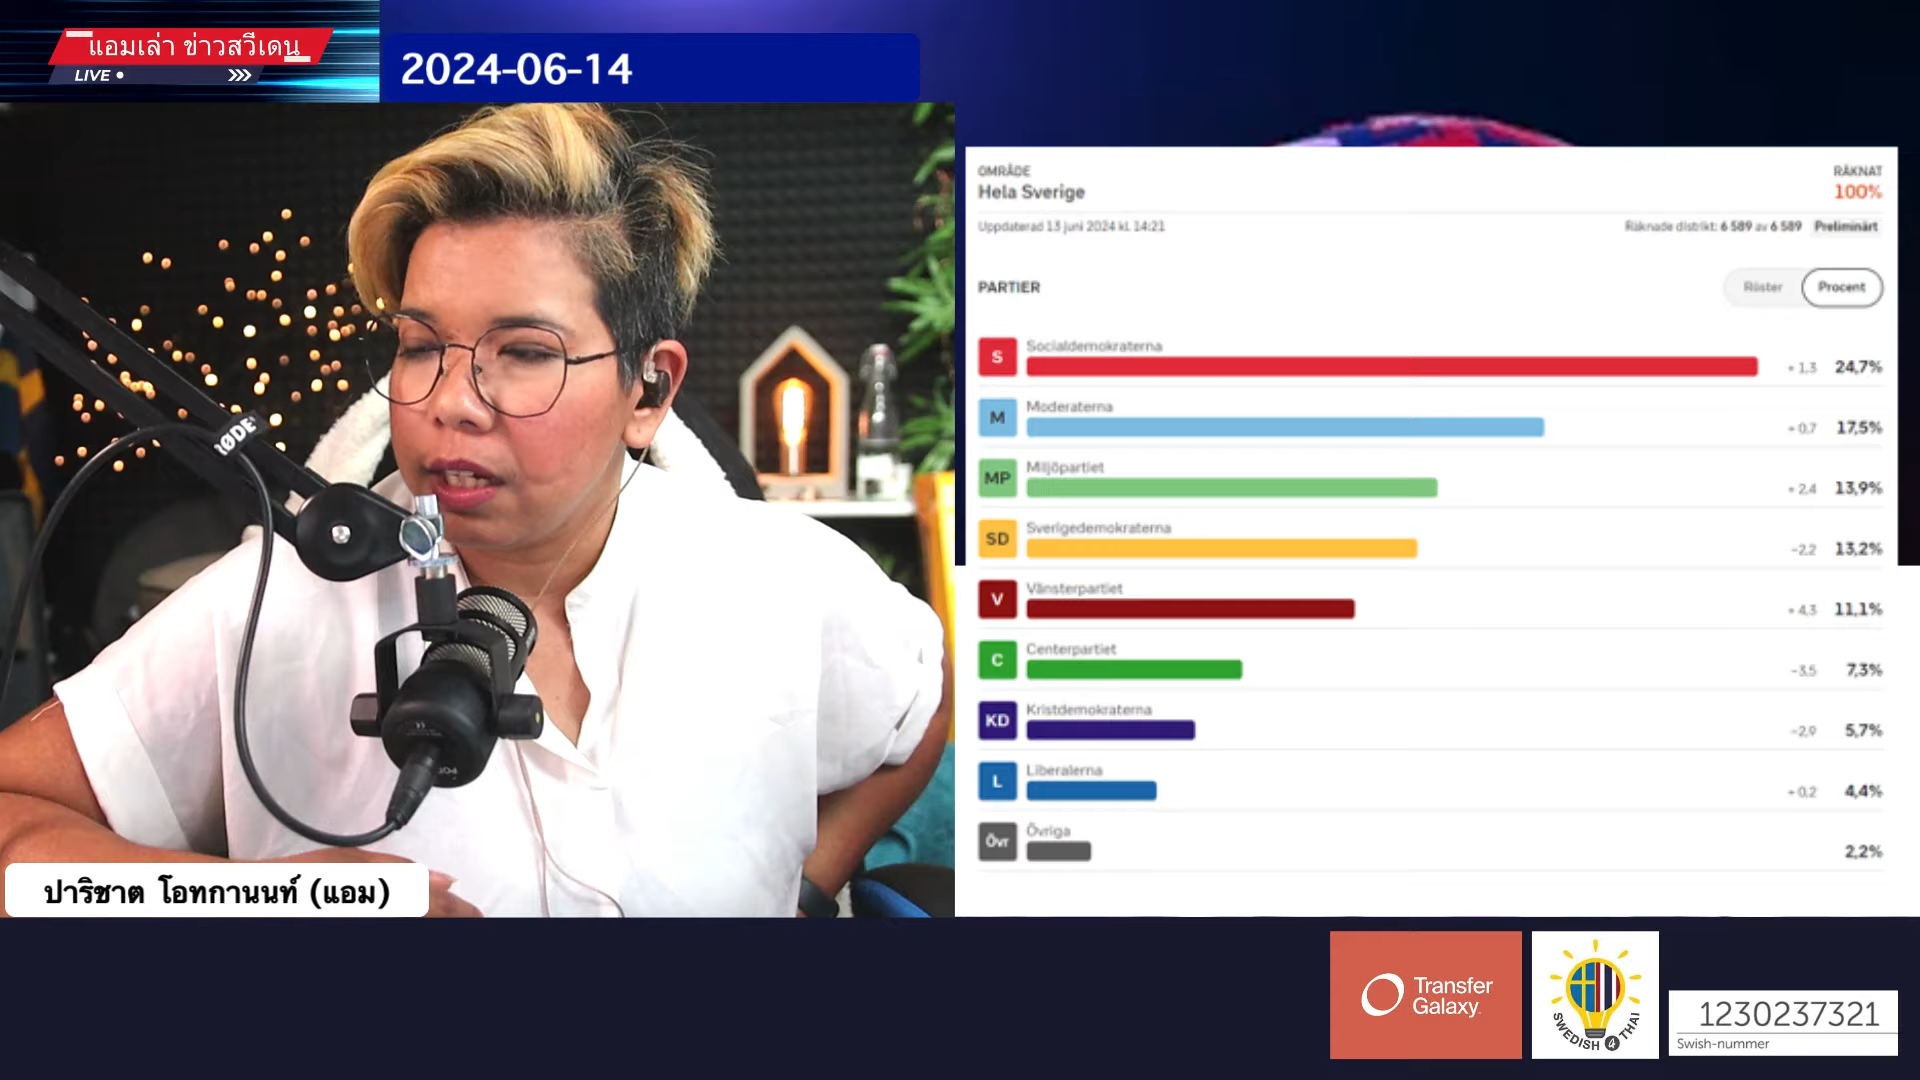 แอมเล่า ข่าวสวีเดน
LIVE
2024-06-14
RØDE
ปาริชาต โอทกานนท์ (แอม)
OMRÅDE
RÄKNAT
Hela Sverige
100%
Uppdaterad 13 juni 2024 kl. 14:21
Räknade distrikt: 6 589 av 6 589 Preliminärt
PARTIER
Röster
Procent
S Socialdemokraterna +1,3 24,7%
M Moderaterna +0,7 17,5%
MP Miljöpartiet +2,4 13,9%
SD Sverigedemokraterna -2,2 13,2%
V Vänsterpartiet +4,3 11,1%
C Centerpartiet -3,5 7,3%
KD Kristdemokraterna -2,9 5,7%
L Liberalerna +0,2 4,4%
Övr Övriga 2,2%
Transfer
Galaxy
SWEDISH 4 THAI
1230237321
Swish-nummer